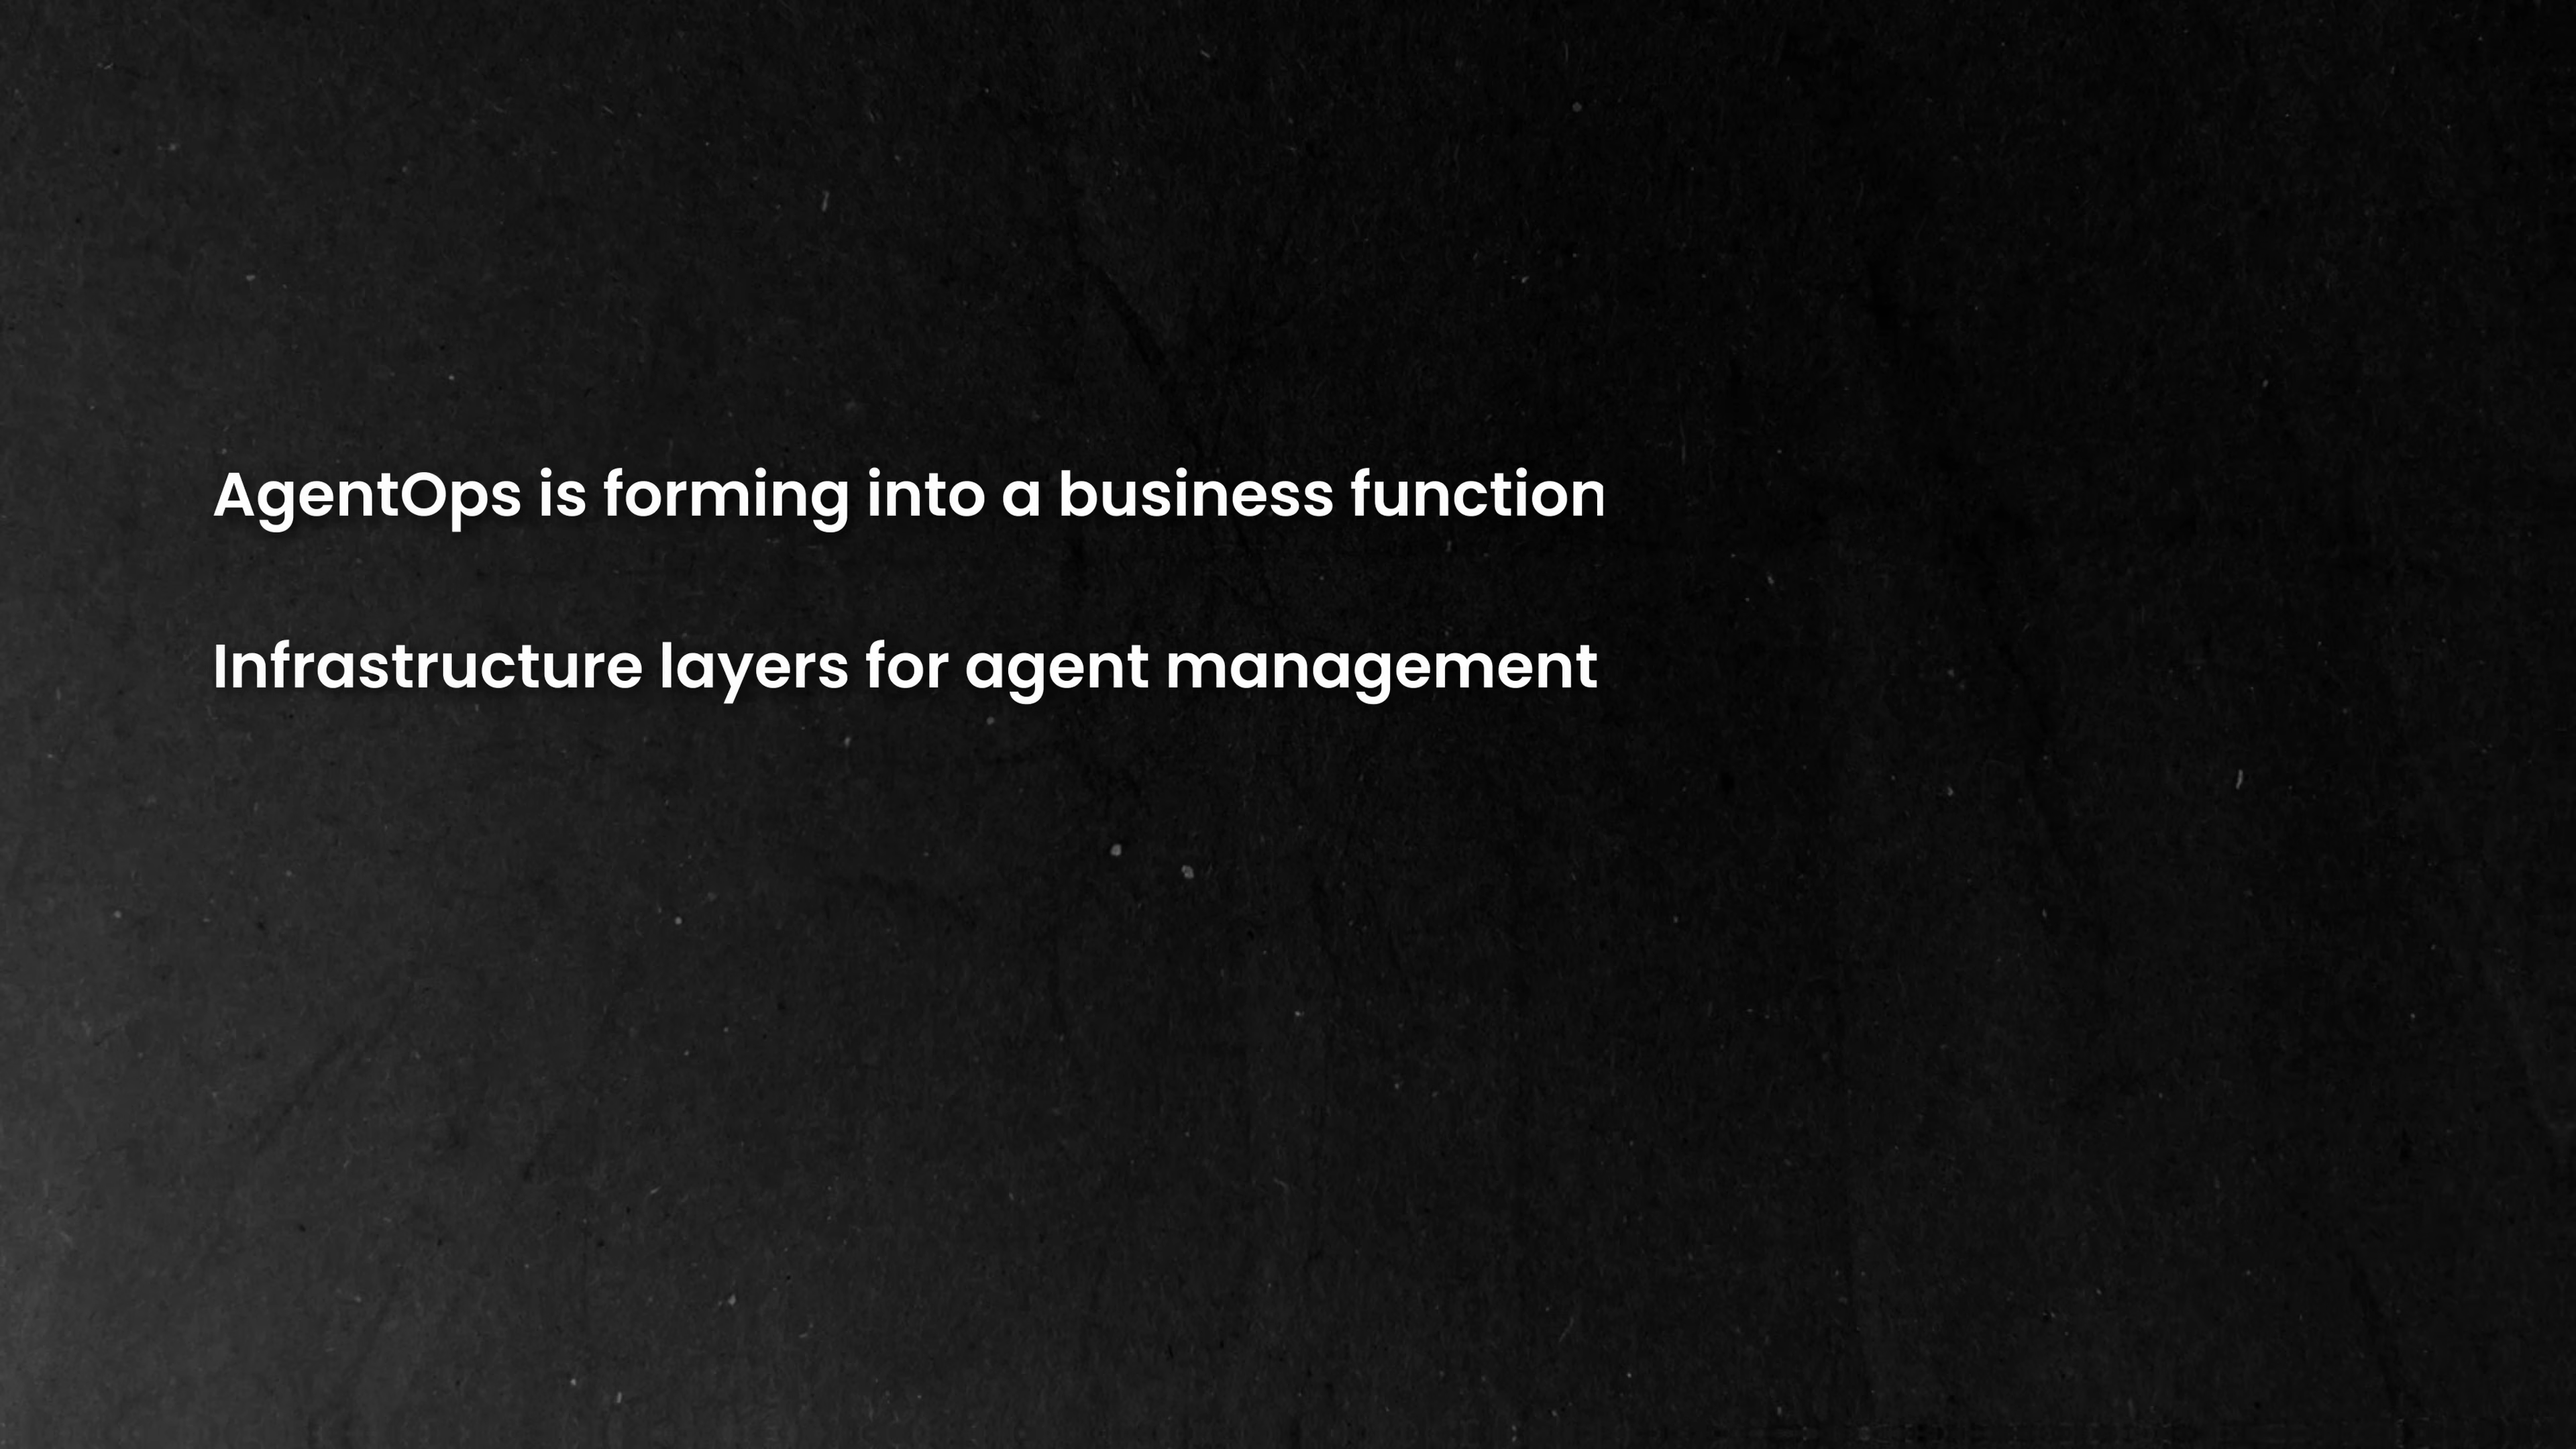 AgentOps is forming into a business function
Infrastructure layers for agent management